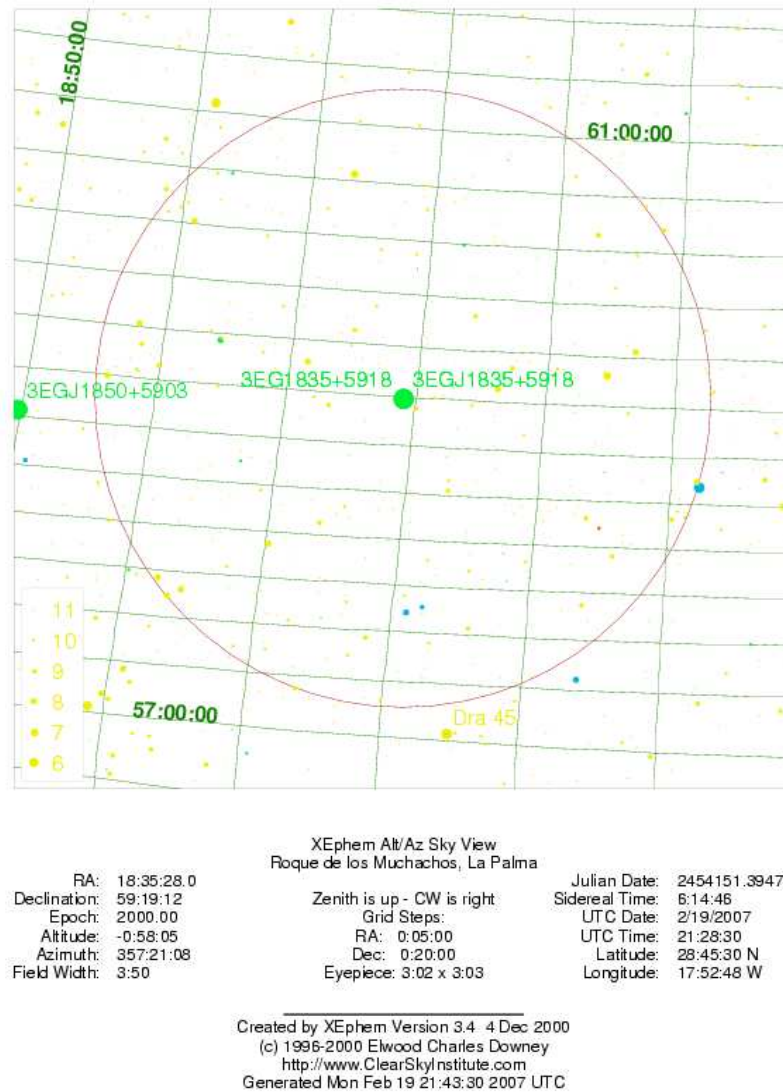 18:50:00
61:00:00
3EGJ1850+5903
3EG1835+5918
3EGJ1835+5918
11
10
9
8
7
6
57:00:00
Dra 45
XEphem Alt/Az Sky View
Roque de los Muchachos, La Palma
RA: 18:35:28.0
Declination: 59:19:12
Epoch: 2000.00
Altitude: -0:58:05
Azimuth: 357:21:08
Field Width: 3:50
Zenith is up - CW is right
Grid Steps:
RA: 0:05:00
Dec: 0:20:00
Eyepiece: 3:02 x 3:03
Julian Date: 2454151.3947
Sidereal Time: 6:14:46
UTC Date: 2/19/2007
UTC Time: 21:28:30
Latitude: 28:45:30 N
Longitude: 17:52:48 W
Created by XEphem Version 3.4 4 Dec 2000
(c) 1996-2000 Elwood Charles Downey
http://www.ClearSkyInstitute.com
Generated Mon Feb 19 21:43:30 2007 UTC